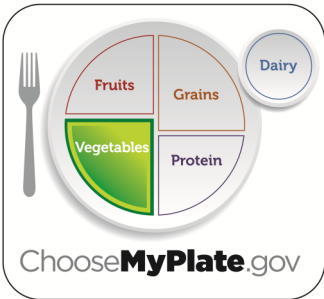 Fruits
Grains
Dairy
Vegetables
Protein
ChooseMyPlate.gov